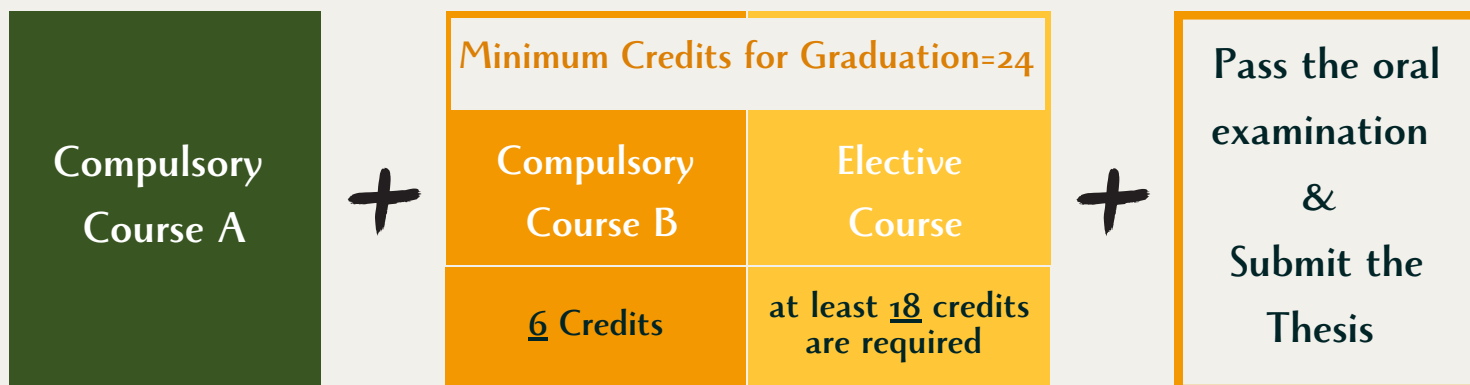 Compulsory
Course A
+
Minimum Credits for Graduation=24
Compulsory
Course B
Elective
Course
6 Credits
at least 18 credits
are required
+
Pass the oral
examination
&
Submit the
Thesis